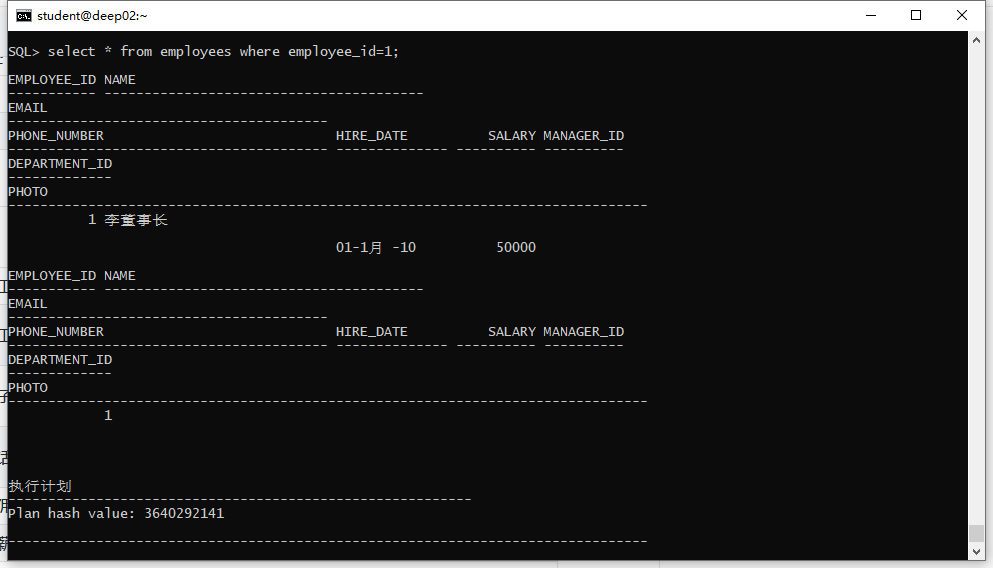 student@deep02:~
SQL> select * from employees where employee_id=1;
EMPLOYEE_ID NAME
----------- ----------------------------------------
EMAIL
----------------------------------------
PHONE_NUMBER                             HIRE_DATE          SALARY MANAGER_ID
---------------------------------------- -------------- ---------- ----------
DEPARTMENT_ID
-------------
PHOTO
--------------------------------------------------------------------------------
          1 李董事长
                                         01-1月 -10          50000
EMPLOYEE_ID NAME
----------- ----------------------------------------
EMAIL
----------------------------------------
PHONE_NUMBER                             HIRE_DATE          SALARY MANAGER_ID
---------------------------------------- -------------- ---------- ----------
DEPARTMENT_ID
-------------
PHOTO
--------------------------------------------------------------------------------
            1
执行计划
----------------------------------------------------------
Plan hash value: 3640292141
--------------------------------------------------------------------------------